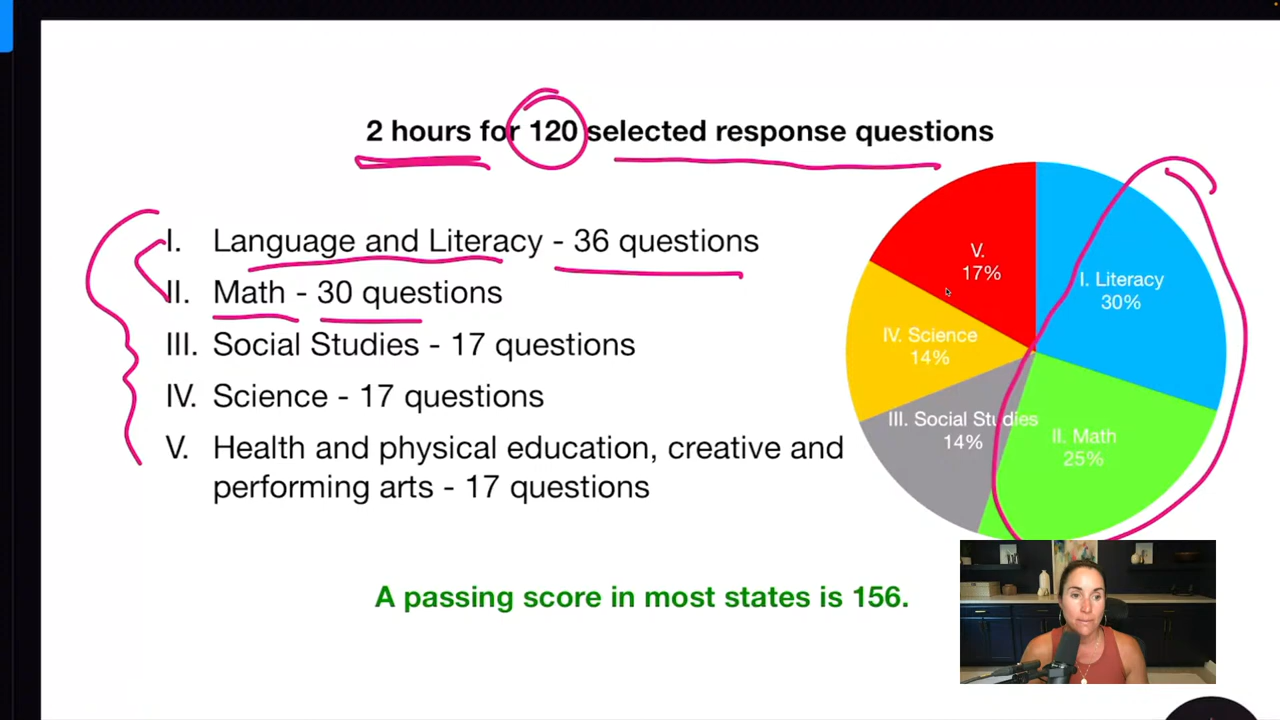 2 hours for 120 selected response questions
I. Language and Literacy - 36 questions
II. Math - 30 questions
III. Social Studies - 17 questions
IV. Science - 17 questions
V. Health and physical education, creative and
performing arts - 17 questions
V.
17%
I. Literacy
30%
IV. Science
14%
III. Social Studies
14%
II. Math
25%
A passing score in most states is 156.